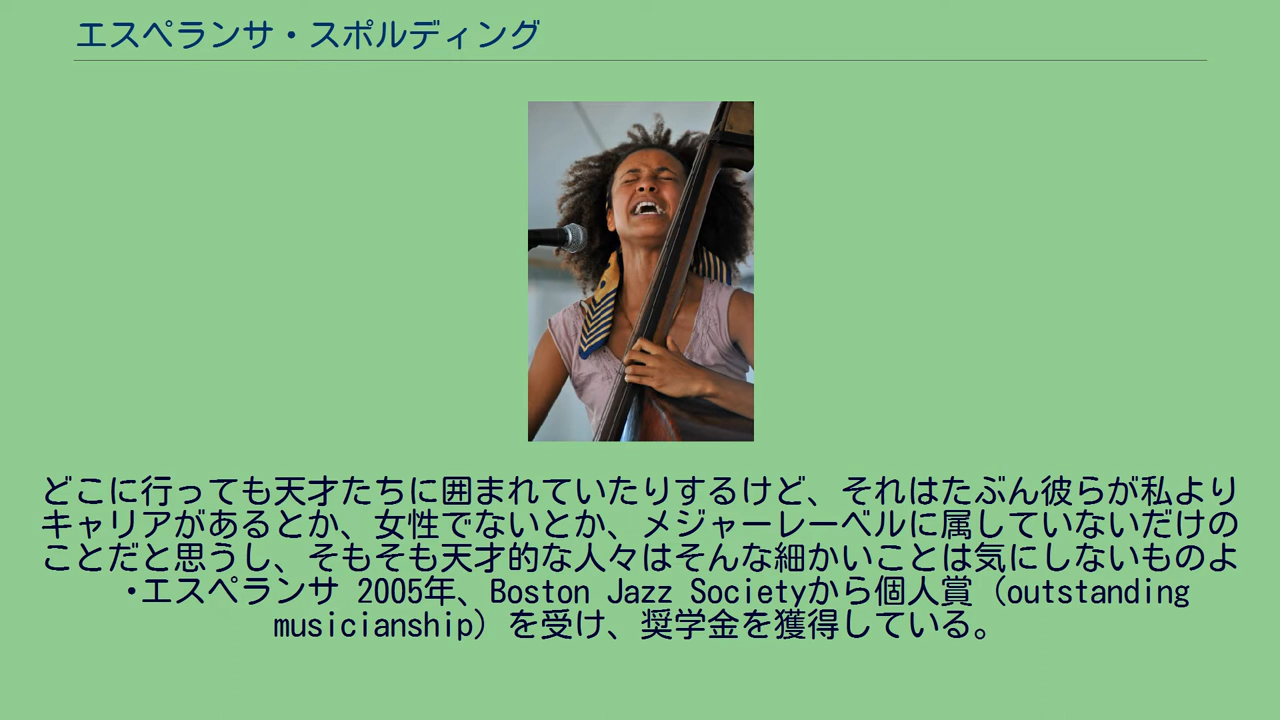 エスペランサ・スポルディング
どこに行っても天才たちに囲まれていたりするけど、それはたぶん彼らが私より
キャリアがあるとか、女性でないとか、メジャーレーベルに属していないだけの
ことだと思うし、そもそも天才的な人々はそんな細かいことは気にしないものよ
・エスペランサ 2005年、Boston Jazz Societyから個人賞（outstanding
musicianship）を受け、奨学金を獲得している。